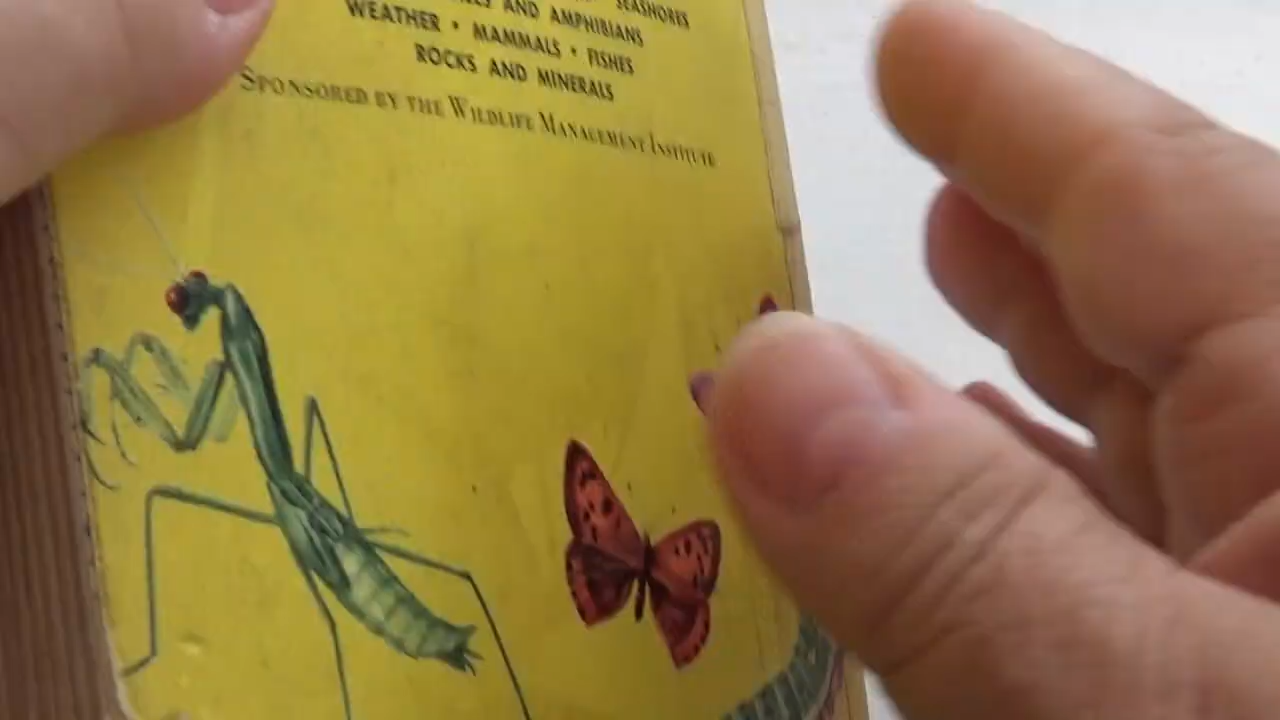 SEASHORES
AND AMPHIBIANS
WEATHER • MAMMALS • FISHES
ROCKS AND MINERALS
SPONSORED BY THE WILDLIFE MANAGEMENT INSTITUTE